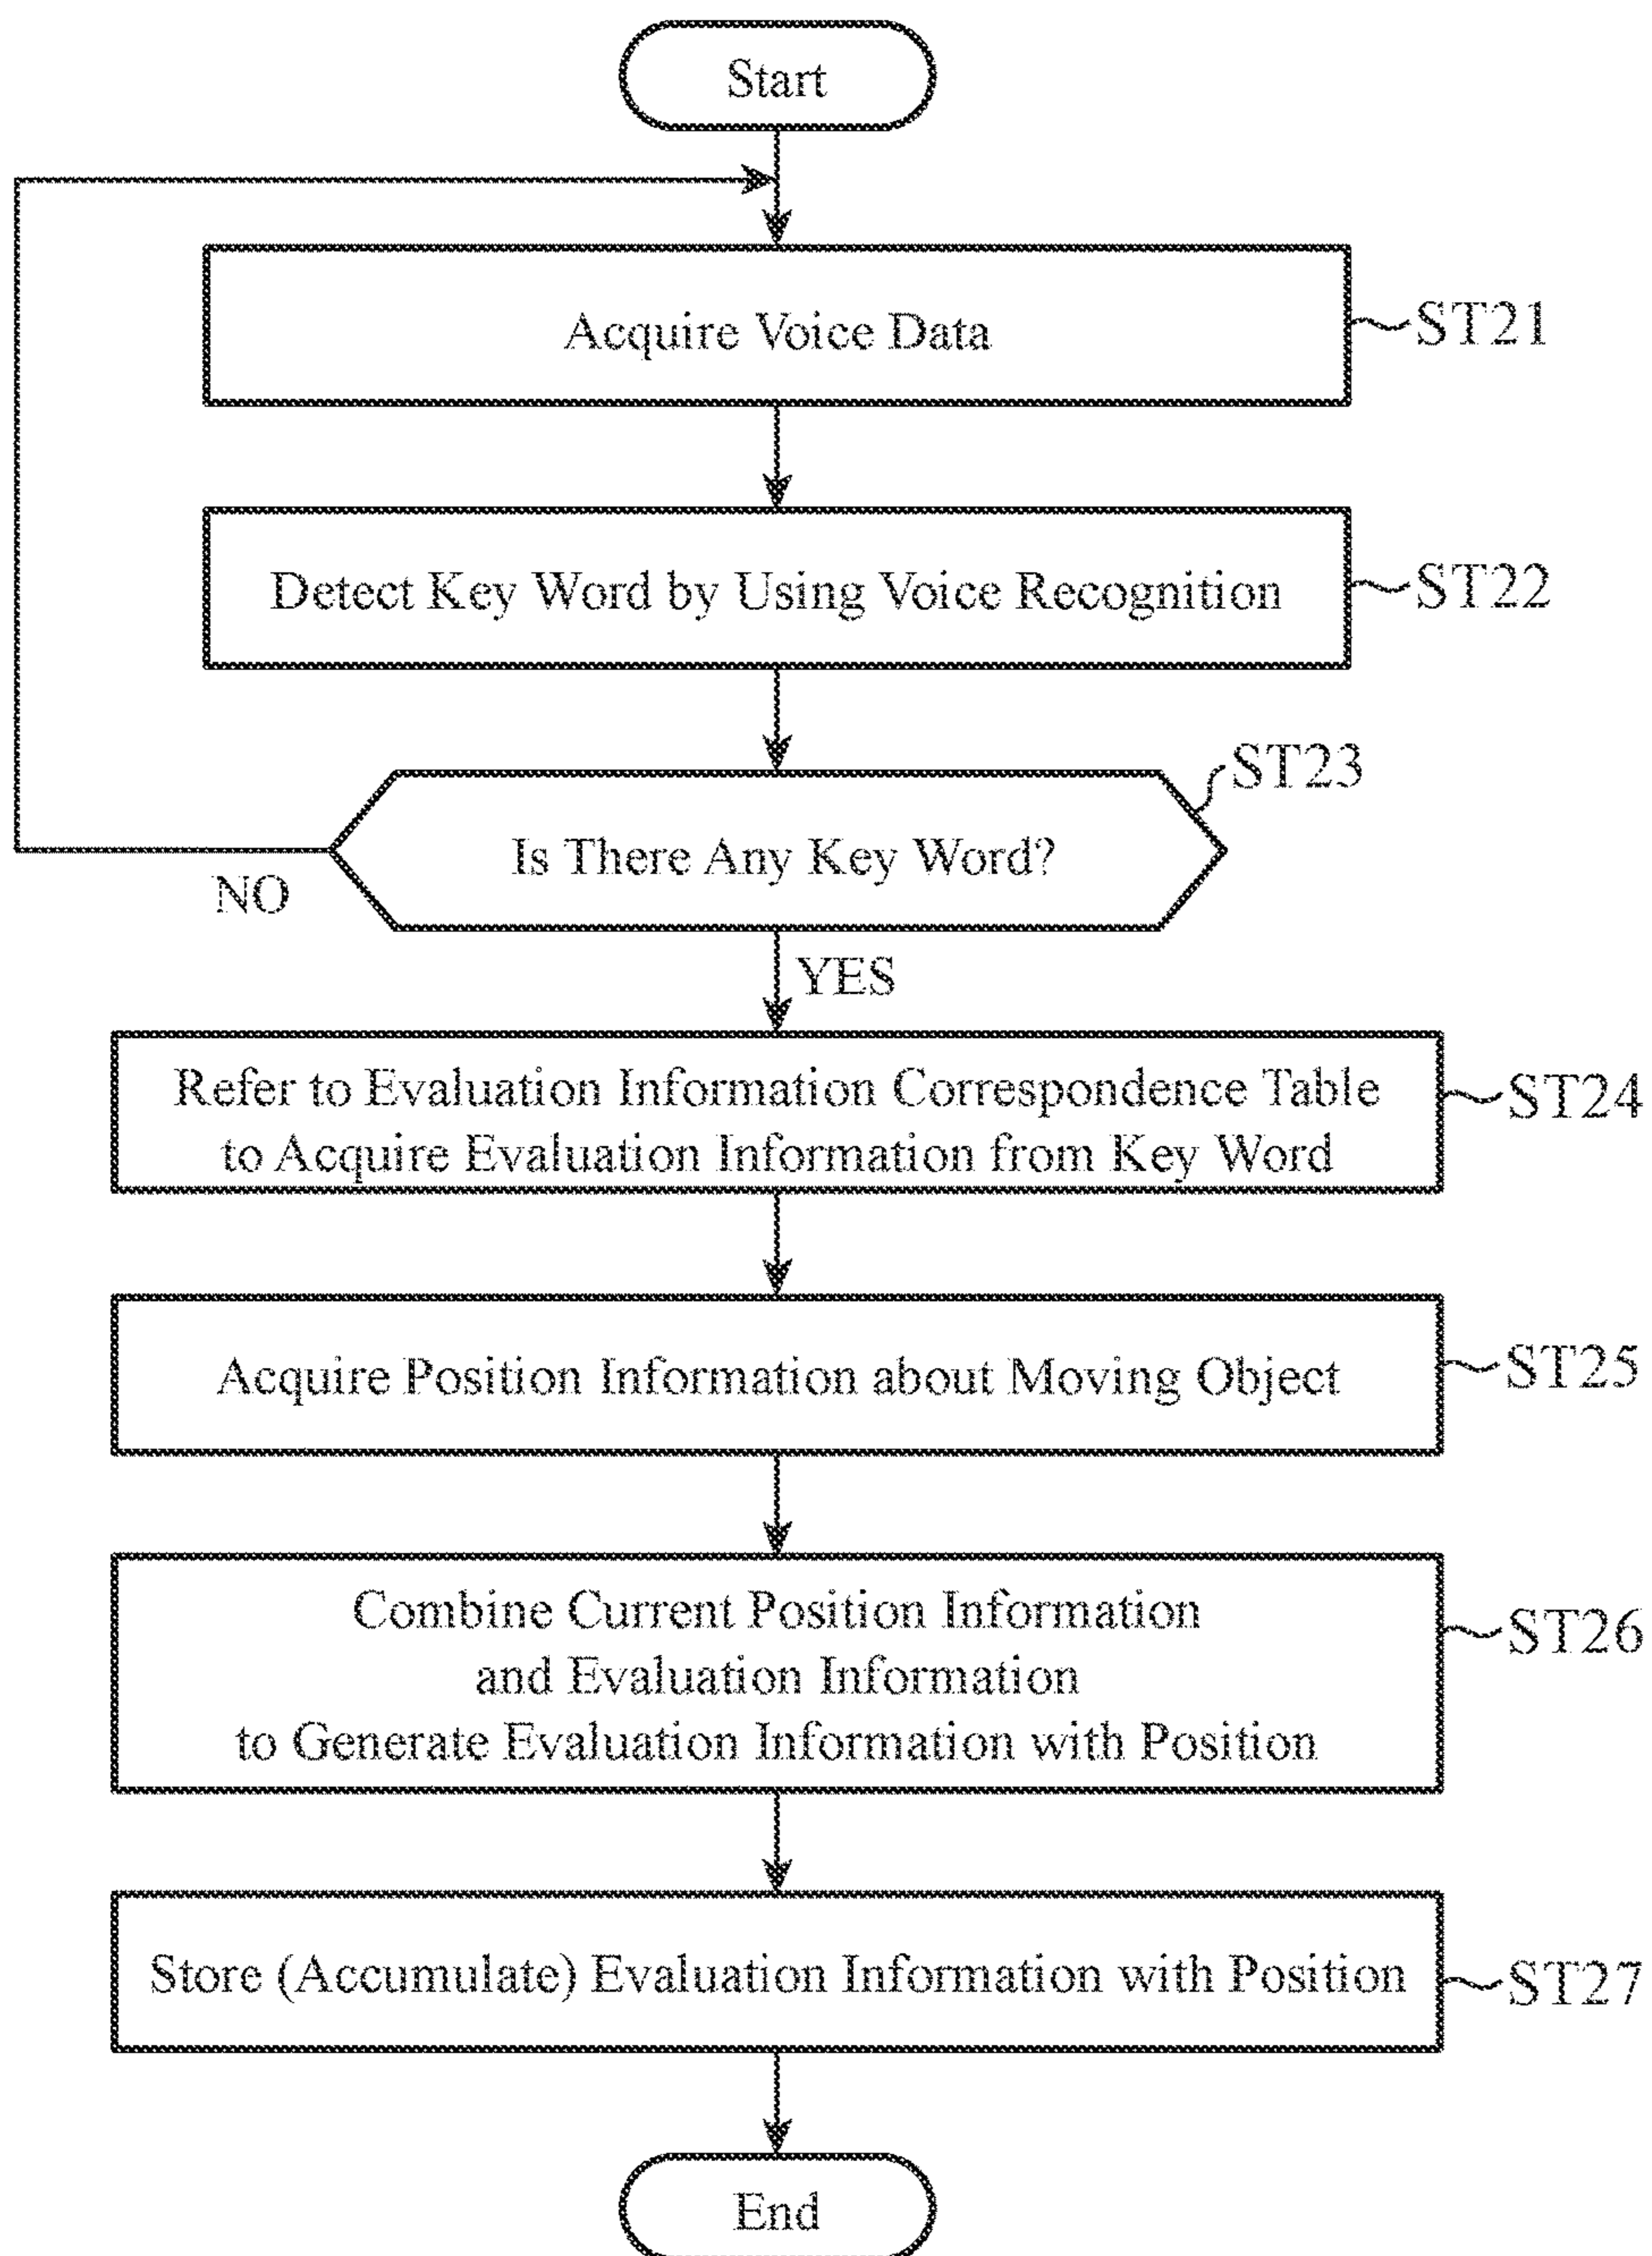 Start
Acquire Voice Data
ST21
Detect Key Word by Using Voice Recognition
ST22
ST23
Is There Any Key Word?
NO
YES
Refer to Evaluation Information Correspondence Table
to Acquire Evaluation Information from Key Word
ST24
Acquire Position Information about Moving Object
ST25
Combine Current Position Information
and Evaluation Information
to Generate Evaluation Information with Position
ST26
Store (Accumulate) Evaluation Information with Position
ST27
End